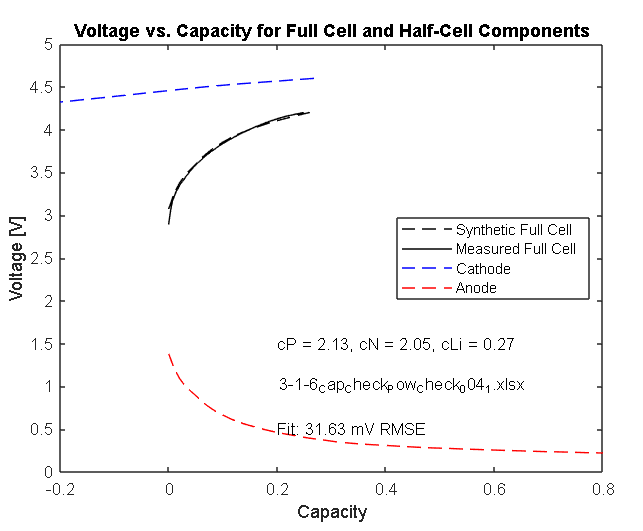 Voltage vs. Capacity for Full Cell and Half-Cell Components
5
4.5
4
3.5
3
2.5
2
1.5
1
0.5
0
Voltage [V]
Synthetic Full Cell
Measured Full Cell
Cathode
Anode
cP = 2.13, cN = 2.05, cLi = 0.27
3-1-6CapCheckPowCheck0041.xlsx
Fit: 31.63 mV RMSE
-0.2 0 0.2 0.4 0.6 0.8
Capacity